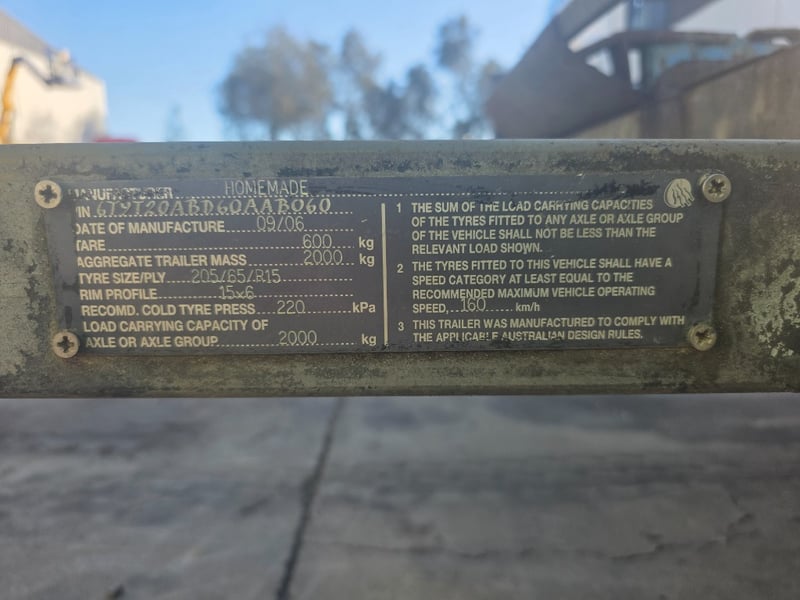 MANUFACTURER HOMEMADE
VIN 6T9T20ABD60AAB060
DATE OF MANUFACTURE 09/06
TARE 600 kg
AGGREGATE TRAILER MASS 2000 kg
TYRE SIZE/PLY 205/65/R15
RIM PROFILE 15x6
RECOMD. COLD TYRE PRESS 220 kPa
LOAD CARRYING CAPACITY OF
AXLE OR AXLE GROUP 2000 kg
1 THE SUM OF THE LOAD CARRYING CAPACITIES
OF THE TYRES FITTED TO ANY AXLE OR AXLE GROUP
OF THE VEHICLE SHALL NOT BE LESS THAN THE
RELEVANT LOAD SHOWN.
2 THE TYRES FITTED TO THIS VEHICLE SHALL HAVE A
SPEED CATEGORY AT LEAST EQUAL TO THE
RECOMMENDED MAXIMUM VEHICLE OPERATING
SPEED, 160 km/h
3 THIS TRAILER WAS MANUFACTURED TO COMPLY WITH
THE APPLICABLE AUSTRALIAN DESIGN RULES.